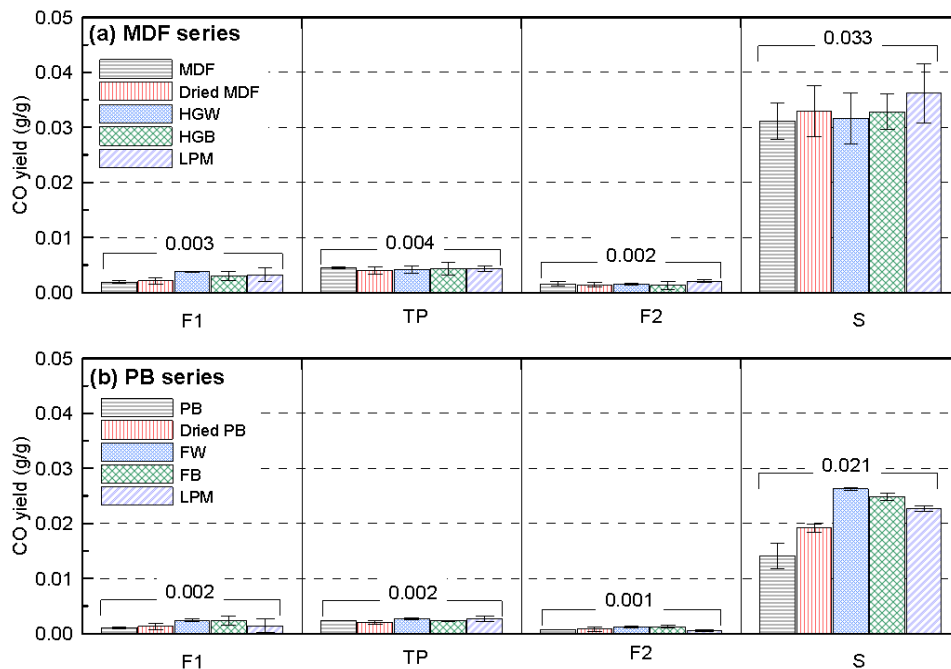 (a) MDF series
MDF
Dried MDF
HGW
HGB
LPM
CO yield (g/g)
0.05
0.04
0.03
0.02
0.01
0.00
0.003
0.004
0.002
0.033
F1
TP
F2
S
(b) PB series
PB
Dried PB
FW
FB
LPM
CO yield (g/g)
0.05
0.04
0.03
0.02
0.01
0.00
0.002
0.002
0.001
0.021
F1
TP
F2
S